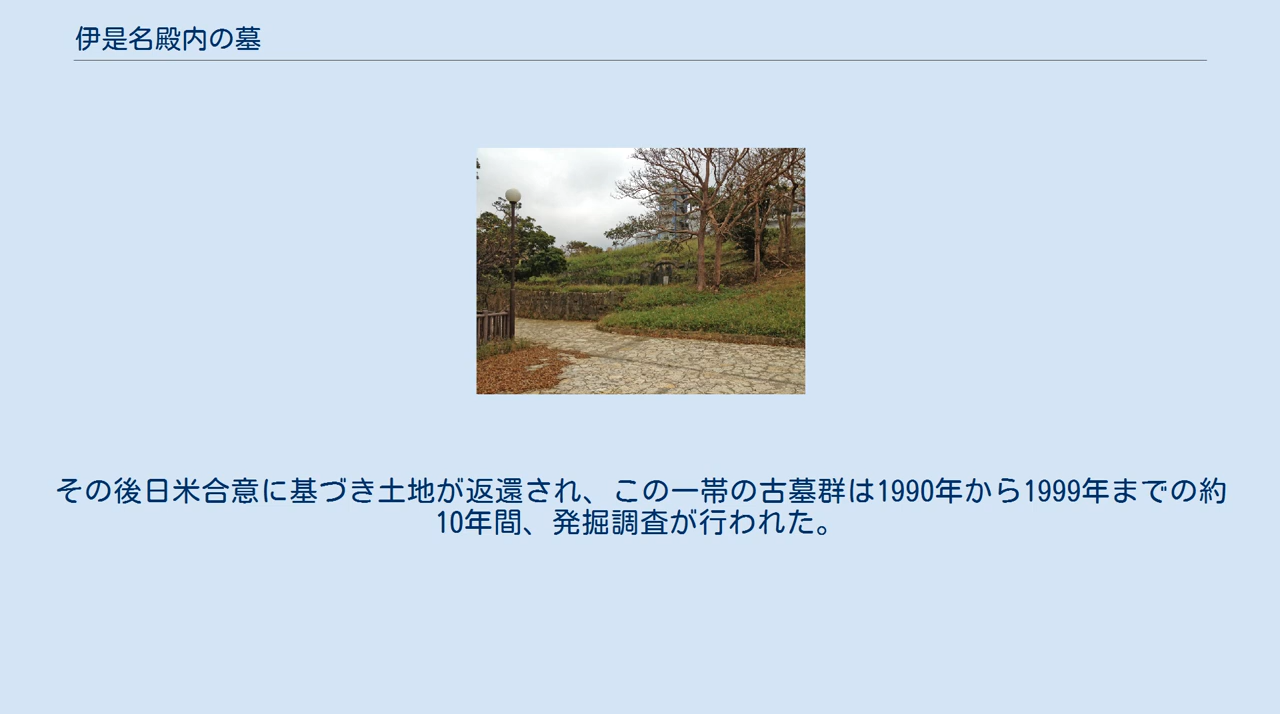 伊是名殿内の墓
その後日米合意に基づき土地が返還され、この一帯の古墓群は1990年から1999年までの約
10年間、発掘調査が行われた。